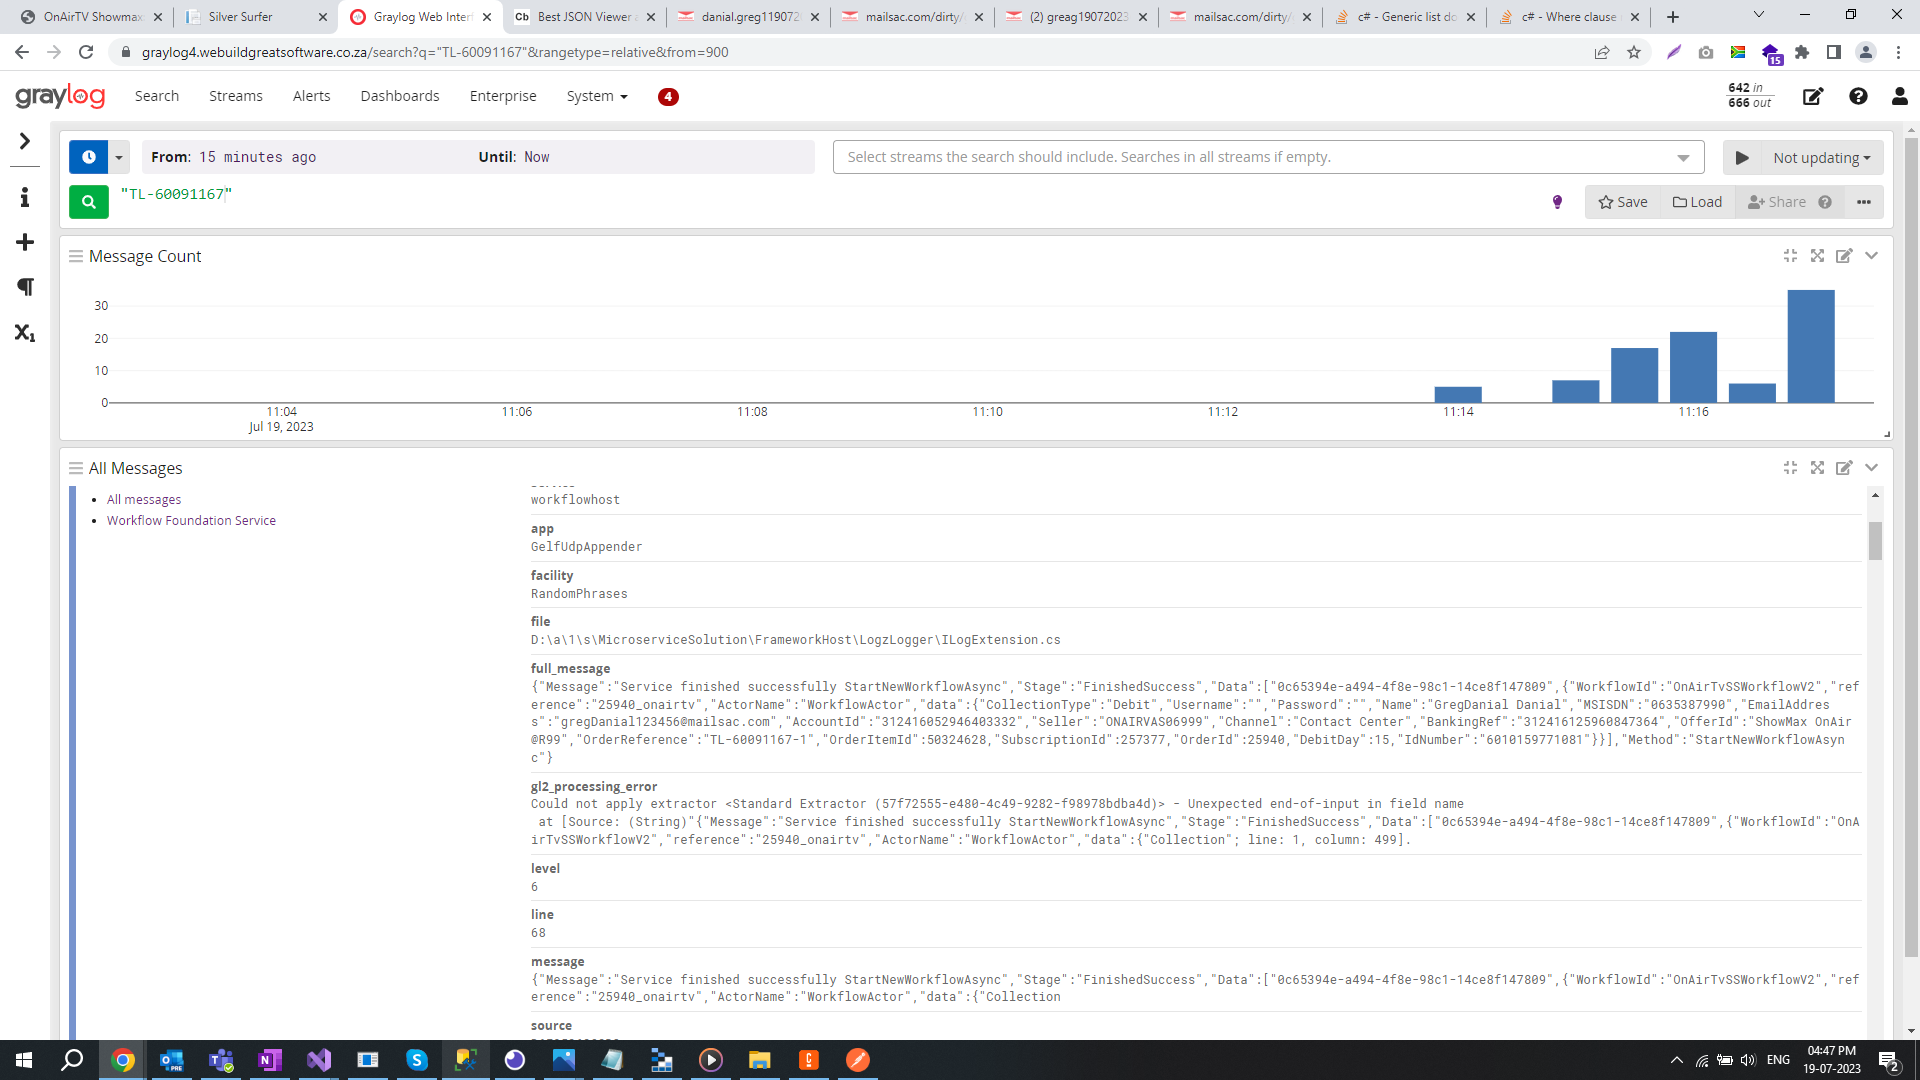 OnAirTV Showmax
Silver Surfer
Graylog Web Inter
Cb Best JSON Viewer a
danial.greg119072
mailsac.com/dirty/
(2) greag19072023
mailsac.com/dirty/
c# - Generic list do
c# - Where clause
graylog4.webuildgreatsoftware.co.za/search?q="TL-60091167"&rangetype=relative&from=900
15
graylog
Search
Streams
Alerts
Dashboards
Enterprise
System
4
642 in
666 out
From: 15 minutes ago
Until: Now
Select streams the search should include. Searches in all streams if empty.
Not updating
"TL-60091167"
Save
Load
Share
Message Count
30
20
10
0
11:04
11:06
11:08
11:10
11:12
11:14
11:16
Jul 19, 2023
All Messages
All messages
Workflow Foundation Service
workflowhost
app
GelfUdpAppender
facility
RandomPhrases
file
D:\a\1\s\MicroserviceSolution\FrameworkHost\LogzLogger\ILogExtension.cs
full_message
{"Message":"Service finished successfully StartNewWorkflowAsync","Stage":"FinishedSuccess","Data":["0c65394e-a494-4f8e-98c1-14ce8f147809",{"WorkflowId":"OnAirTvSSWorkflowV2","ref
erence":"25940_onairtv","ActorName":"WorkflowActor","data":{"CollectionType":"Debit","Username":"","Password":"","Name":"GregDanial Danial","MSISDN":"0635387990","EmailAddres
s":"gregDanial123456@mailsac.com","AccountId":"312416052946403332","Seller":"ONAIRVAS06999","Channel":"Contact Center","BankingRef":"312416125960847364","OfferId":"ShowMax OnAir
@R99","OrderReference":"TL-60091167-1","OrderItemId":50324628,"SubscriptionId":257377,"OrderId":25940,"DebitDay":15,"IdNumber":"6010159771081"}}],"Method":"StartNewWorkflowAsyn
c"}
gl2_processing_error
Could not apply extractor <Standard Extractor (57f72555-e480-4c49-9282-f98978bdba4d)> - Unexpected end-of-input in field name
at [Source: (String)"{"Message":"Service finished successfully StartNewWorkflowAsync","Stage":"FinishedSuccess","Data":["0c65394e-a494-4f8e-98c1-14ce8f147809",{"WorkflowId":"OnA
irTvSSWorkflowV2","reference":"25940_onairtv","ActorName":"WorkflowActor","data":{"Collection"; line: 1, column: 499].
level
6
line
68
message
{"Message":"Service finished successfully StartNewWorkflowAsync","Stage":"FinishedSuccess","Data":["0c65394e-a494-4f8e-98c1-14ce8f147809",{"WorkflowId":"OnAirTvSSWorkflowV2","ref
erence":"25940_onairtv","ActorName":"WorkflowActor","data":{"Collection
source
ENG
04:47 PM
19-07-2023
2